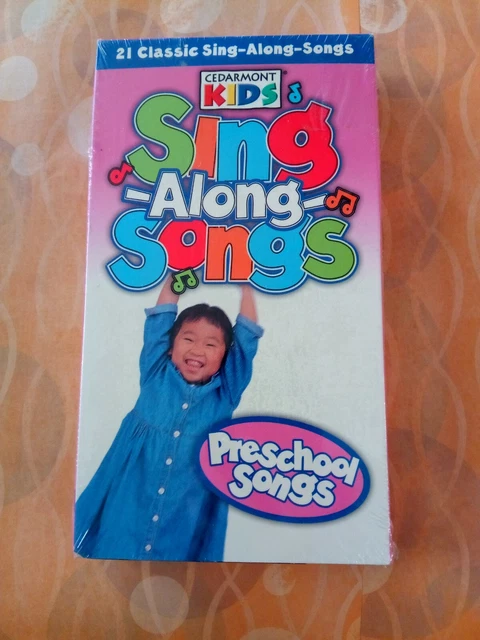 21 Classic Sing-Along-Songs
CEDARMONT
KIDS
Sing
-Along-
Songs
Preschool
Songs